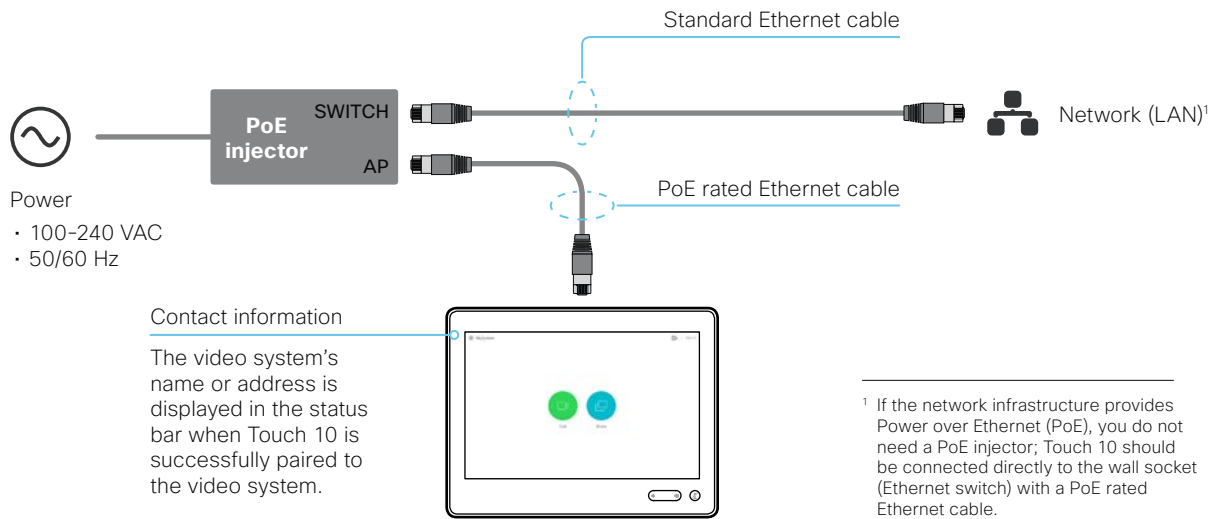 Standard Ethernet cable
SWITCH
PoE
injector
AP
Network (LAN)¹
PoE rated Ethernet cable
Power
• 100-240 VAC
• 50/60 Hz
Contact information
The video system's
name or address is
displayed in the status
bar when Touch 10 is
successfully paired to
the video system.
Call
Share
¹ If the network infrastructure provides
Power over Ethernet (PoE), you do not
need a PoE injector; Touch 10 should
be connected directly to the wall socket
(Ethernet switch) with a PoE rated
Ethernet cable.